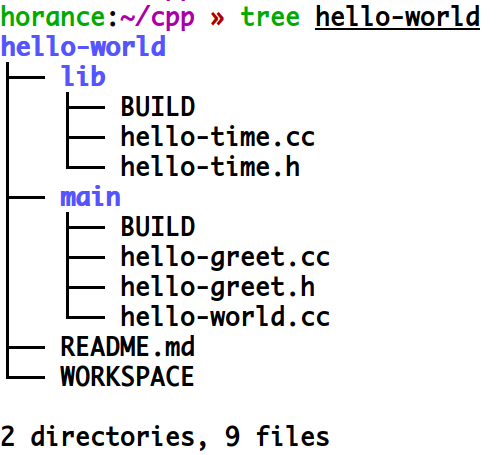 horance:~/cpp » tree hello-world
hello-world
├── lib
│   ├── BUILD
│   ├── hello-time.cc
│   └── hello-time.h
├── main
│   ├── BUILD
│   ├── hello-greet.cc
│   ├── hello-greet.h
│   └── hello-world.cc
├── README.md
└── WORKSPACE
2 directories, 9 files